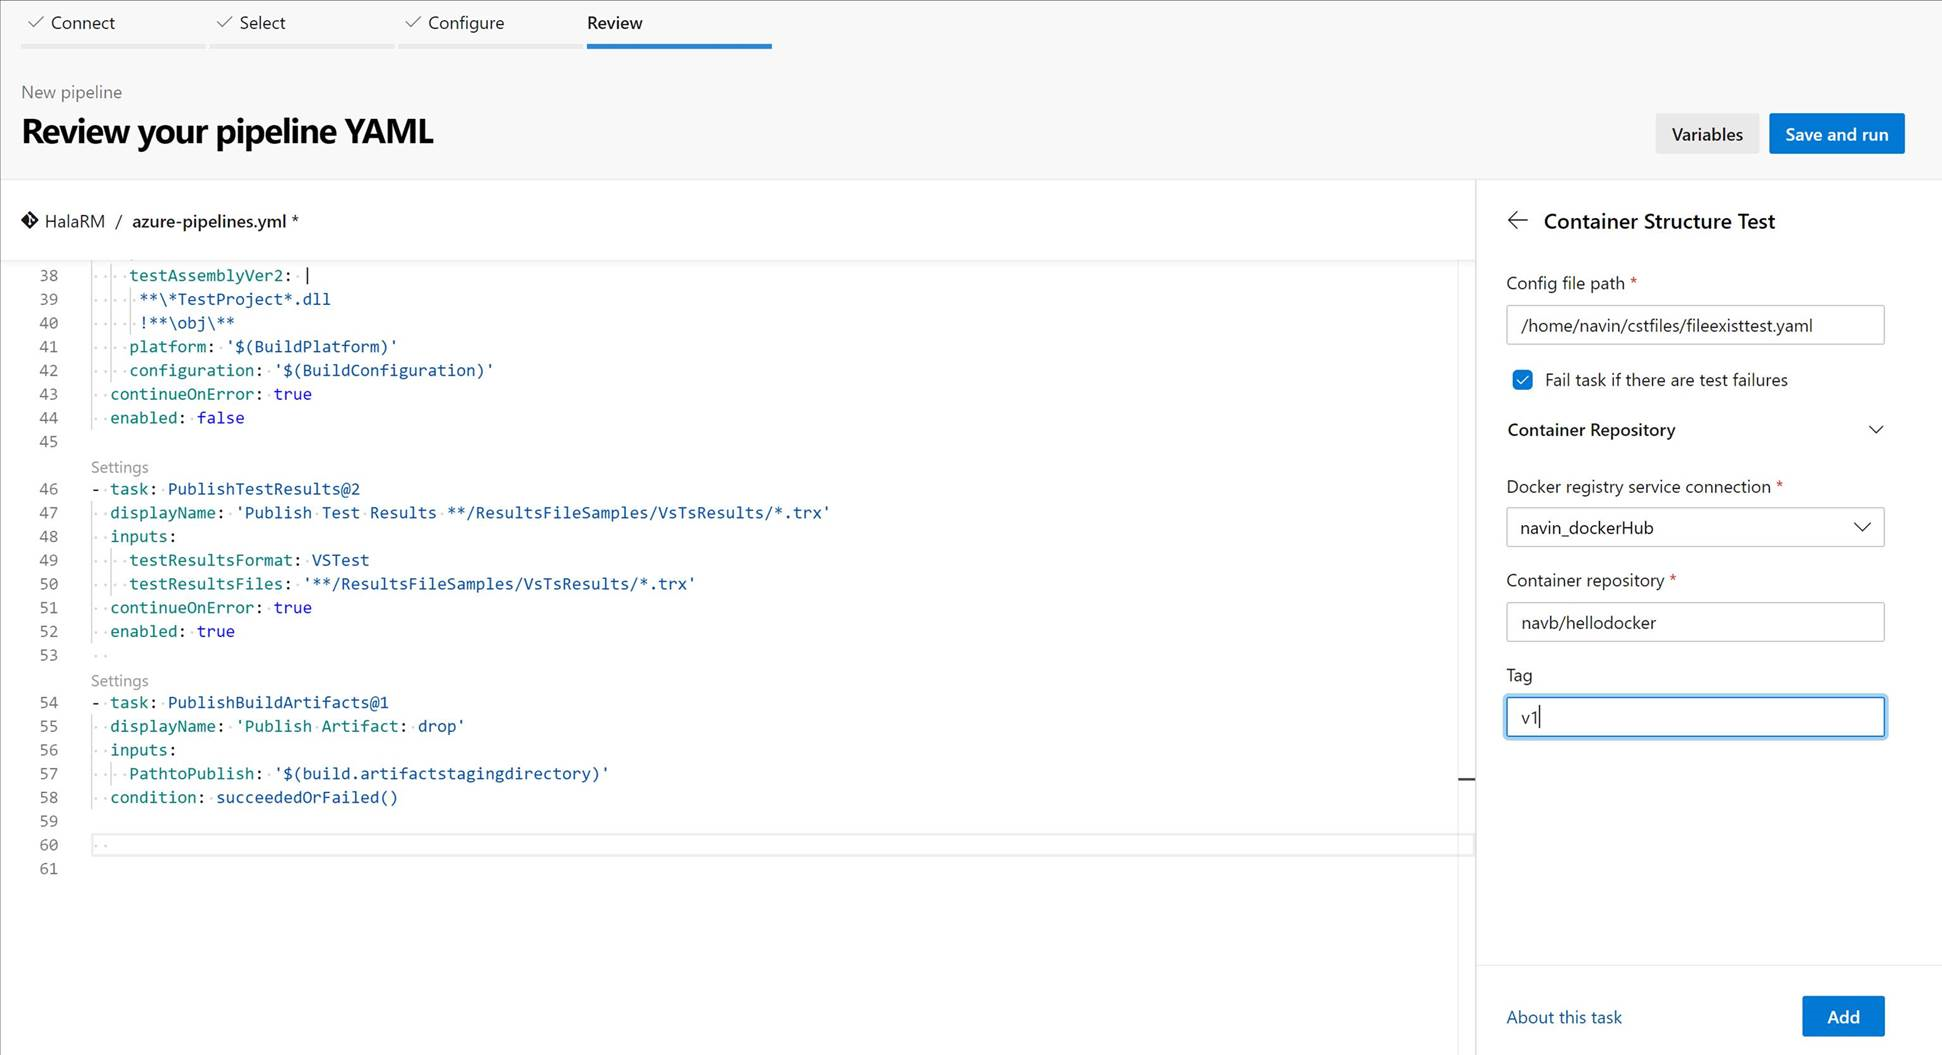 Connect
Select
Configure
Review
New pipeline
Review your pipeline YAML
Variables
Save and run
HalaRM / azure-pipelines.yml *
38 testAssemblyVer2: |
39 **\*TestProject*.dll
40 !**\obj\**
41 platform: '$(BuildPlatform)'
42 configuration: '$(BuildConfiguration)'
43 continueOnError: true
44 enabled: false
45
Settings
46 - task: PublishTestResults@2
47 displayName: 'Publish Test Results **/ResultsFileSamples/VsTsResults/*.trx'
48 inputs:
49 testResultsFormat: VSTest
50 testResultsFiles: '**/ResultsFileSamples/VsTsResults/*.trx'
51 continueOnError: true
52 enabled: true
53
Settings
54 - task: PublishBuildArtifacts@1
55 displayName: 'Publish Artifact: drop'
56 inputs:
57 PathtoPublish: '$(build.artifactstagingdirectory)'
58 condition: succeededOrFailed()
59
60
61
Container Structure Test
Config file path *
/home/navin/cstfiles/fileexisttest.yaml
Fail task if there are test failures
Container Repository
Docker registry service connection *
navin_dockerHub
Container repository *
navb/hellodocker
Tag
v1
About this task
Add